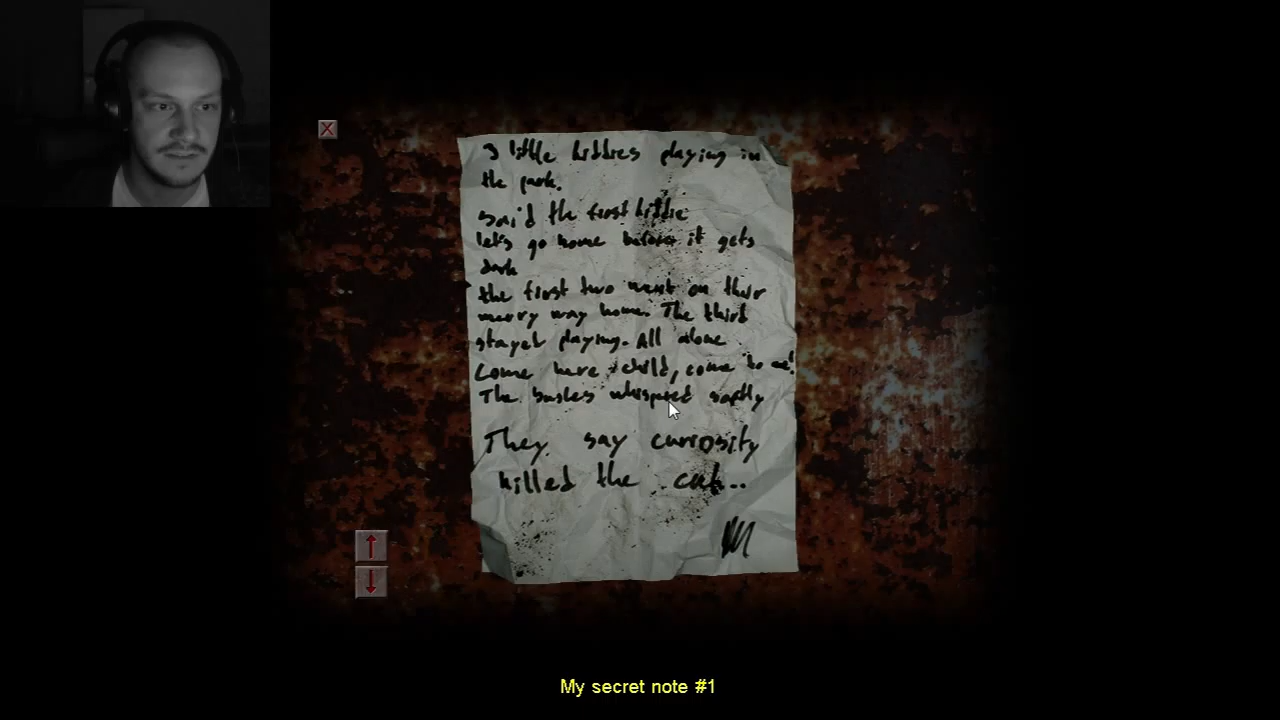 3 little kiddies playing in
the park.
said the first kiddie
let's go home before it gets
dark
the first two went on their
merry way home. The third
stayed playing. All alone
Come here child, come to me!
The bushes whispered softly
They say curiosity
killed the cat..
My secret note #1